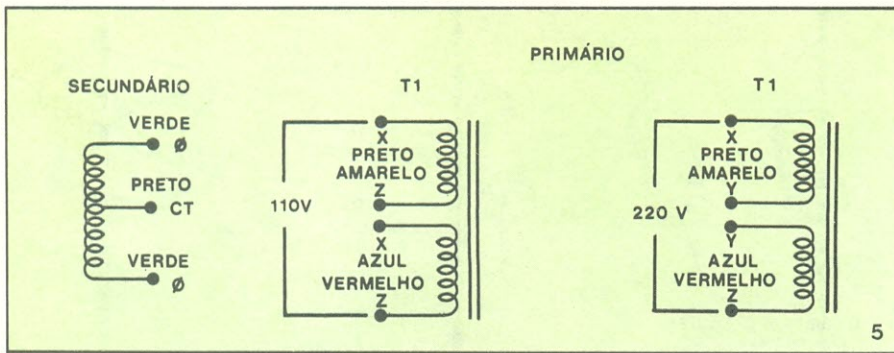 PRIMÁRIO
SECUNDÁRIO
VERDE
Ø
PRETO
CT
VERDE
Ø
T1
X
PRETO
AMARELO
Z
110V
X
AZUL
VERMELHO
Z
T1
X
PRETO
AMARELO
Y
220 V
Y
AZUL
VERMELHO
Z
5